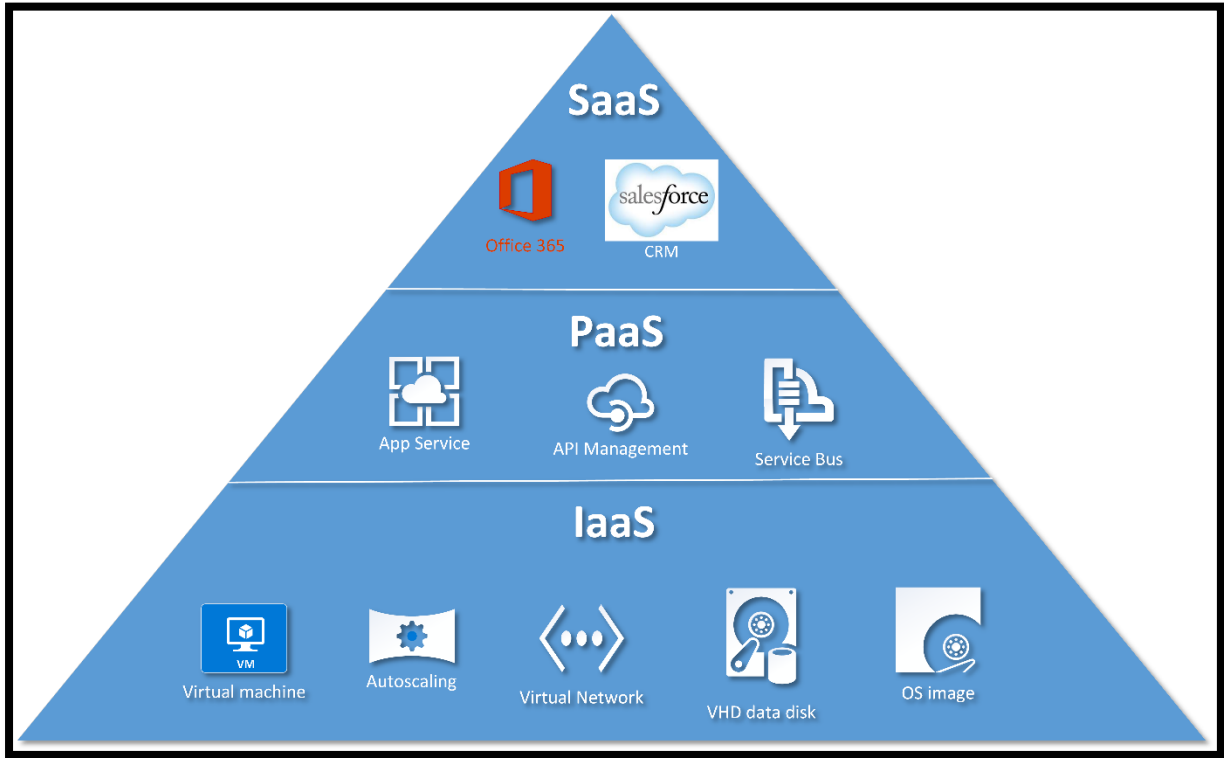 SaaS
salesforce
Office 365
CRM
PaaS
App Service
API Management
Service Bus
IaaS
VM
Virtual machine
Autoscaling
Virtual Network
VHD data disk
OS image